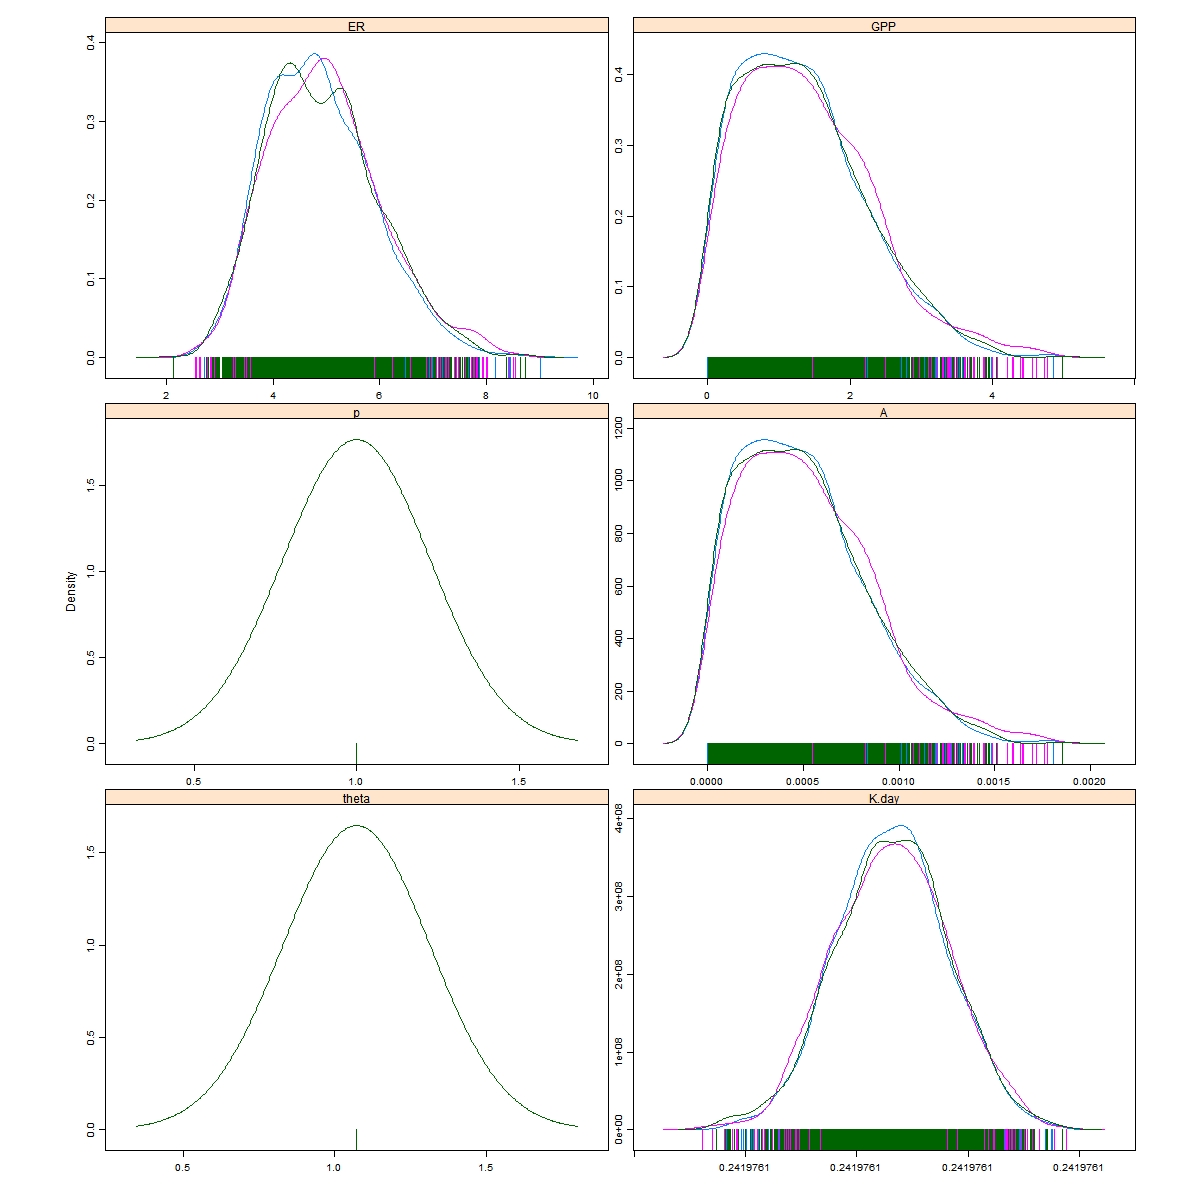 ER
0.0 0.1 0.2 0.3 0.4
2 4 6 8 10
GPP
0.0 0.1 0.2 0.3 0.4
0 2 4
p
0.0 0.5 1.0 1.5
0.5 1.0 1.5
A
0 200 400 600 800 1000 1200
0.0000 0.0005 0.0010 0.0015 0.0020
Density
theta
0.0 0.5 1.0 1.5
0.5 1.0 1.5
K.day
0e+00 1e+08 2e+08 3e+08 4e+08
0.2419761 0.2419761 0.2419761 0.2419761